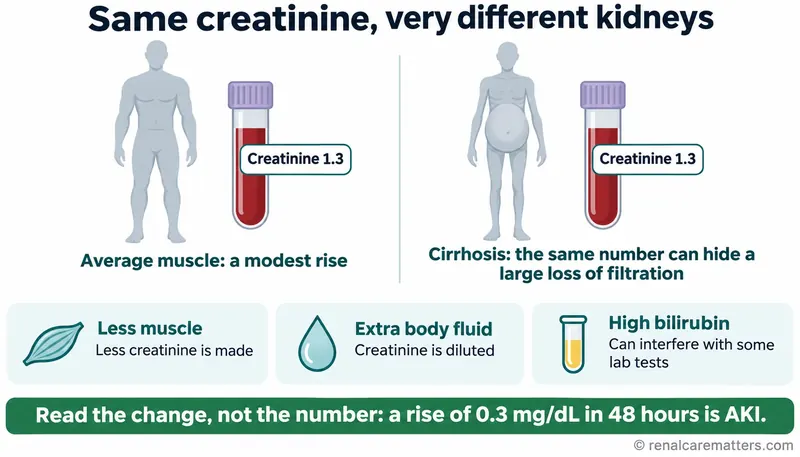 Same creatinine, very different kidneys
Creatinine 1.3
Creatinine 1.3
Average muscle: a modest rise
Cirrhosis: the same number can hide a
large loss of filtration
Less muscle
Less creatinine is made
Extra body fluid
Creatinine is diluted
High bilirubin
Can interfere with some
lab tests
Read the change, not the number: a rise of 0.3 mg/dL in 48 hours is AKI.
© renalcarematters.com